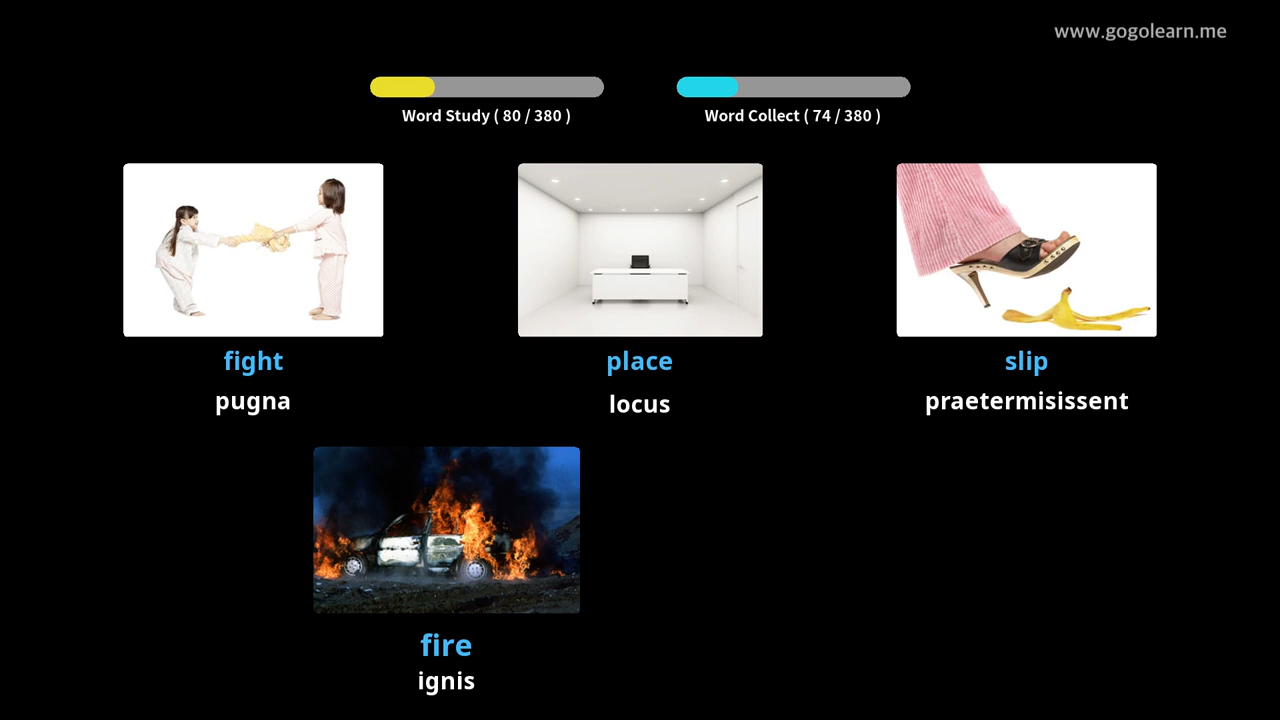 www.gogolearn.me
Word Study ( 80 / 380 )
Word Collect ( 74 / 380 )
fight
place
slip
pugna
locus
praetermisissent
fire
ignis